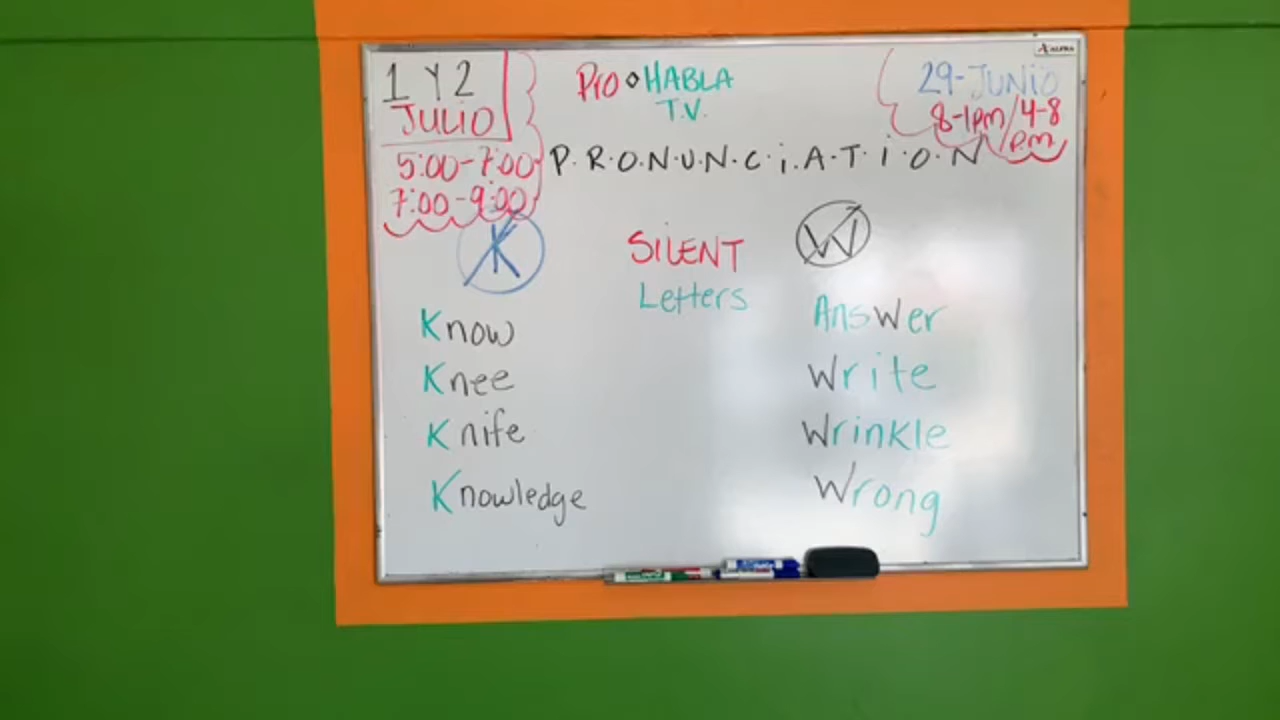 1 Y 2
JULIO
5:00-7:00
7:00-9:00
Pro HABLA
T.V.
29-JUNIO
8-1pm/4-8
pm
P.R.O.N.U.N.C.i.A.T.i.O.N
K
SiLENT
Letters
W
Know
Knee
Knife
Knowledge
AnsWer
Write
Wrinkle
Wrong
ALFRA